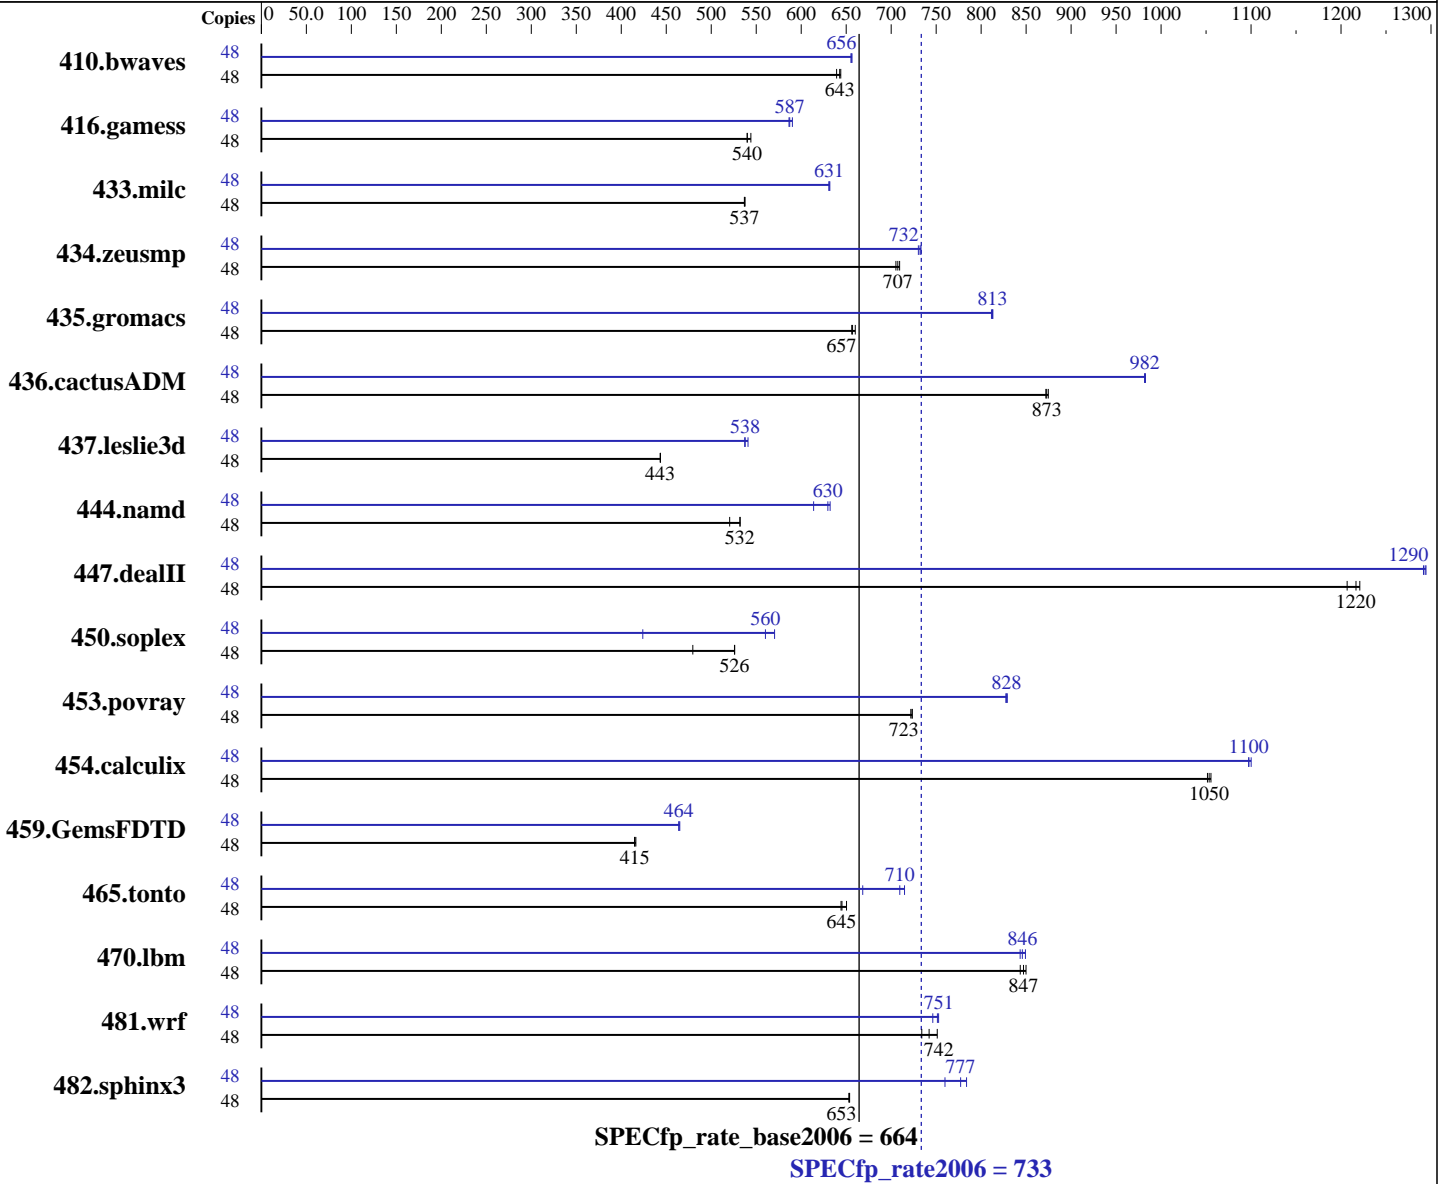 Copies 0 50.0 100 150 200 250 300 350 400 450 500 550 600 650 700 750 800 850 900 950 1000 1100 1200 1300
48 656
410.bwaves
48 643
48 587
416.gamess
48 540
48 631
433.milc
48 537
48 732
434.zeusmp
48 707
48 813
435.gromacs
48 657
48 982
436.cactusADM
48 873
48 538
437.leslie3d
48 443
48 630
444.namd
48 532
48 1290
447.dealII
48 1220
48 560
450.soplex
48 526
48 828
453.povray
48 723
48 1100
454.calculix
48 1050
48 464
459.GemsFDTD
48 415
48 710
465.tonto
48 645
48 846
470.lbm
48 847
48 751
481.wrf
48 742
48 777
482.sphinx3
48 653
SPECfp_rate_base2006 = 664
SPECfp_rate2006 = 733